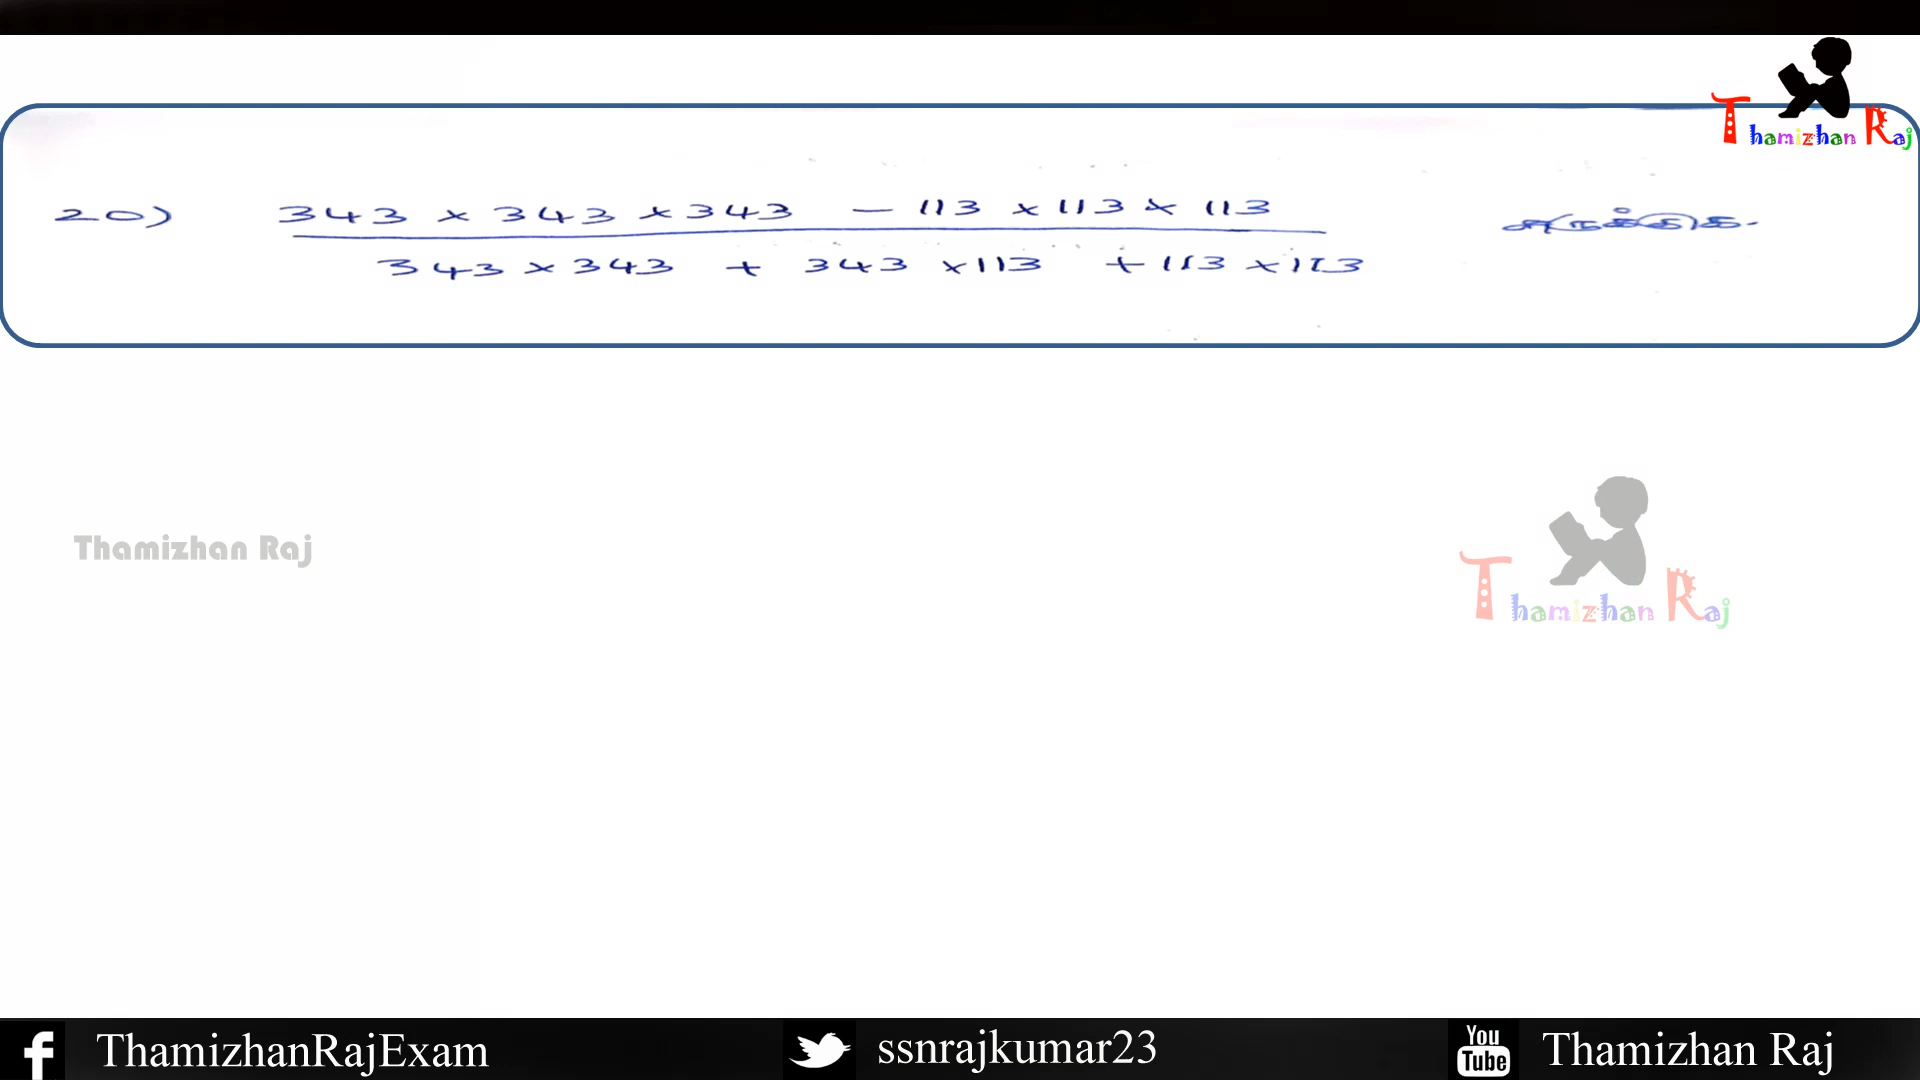 Thamizhan Raj
20) 343 × 343 × 343 − 113 × 113 × 113 சுருக்குக.
343 × 343 + 343 × 113 + 113 × 113
Thamizhan Raj
Thamizhan Raj
ThamizhanRajExam ssnrajkumar23 You Tube Thamizhan Raj